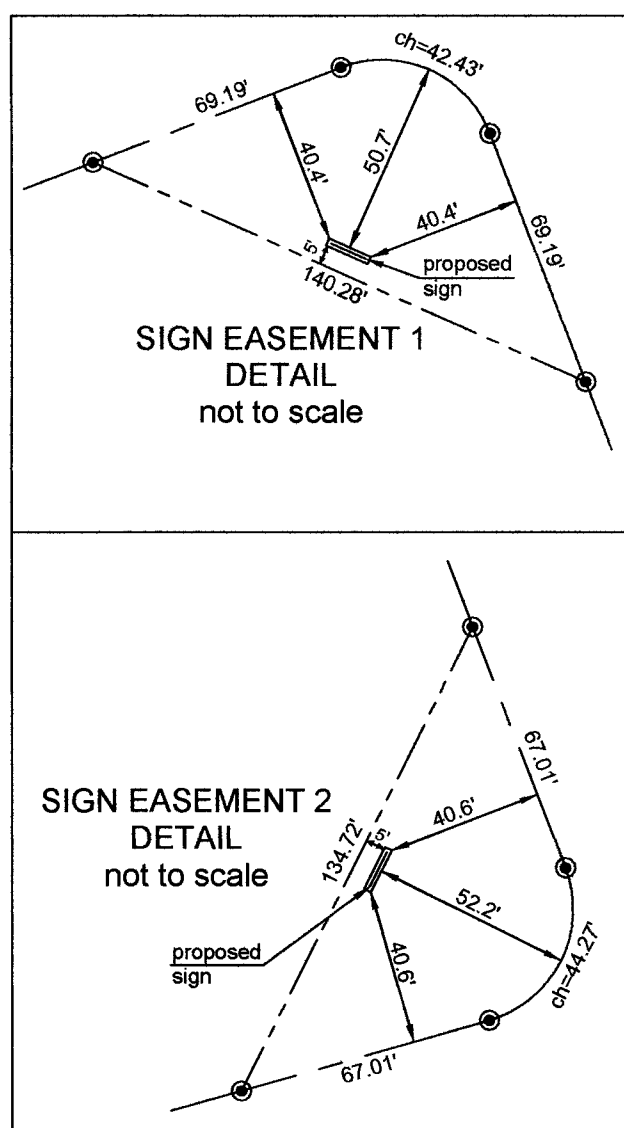 ch=42.43'
69.19'
40.4'
50.7'
40.4'
69.19'
5'
proposed
sign
140.28'
SIGN EASEMENT 1
DETAIL
not to scale
67.01'
SIGN EASEMENT 2
DETAIL
not to scale
134.72'
5'
40.6'
52.2'
40.6'
proposed
sign
ch=44.27'
67.01'